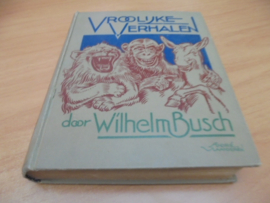 VROOLIJKE-
VERHALEN
door Wilhelm Busch